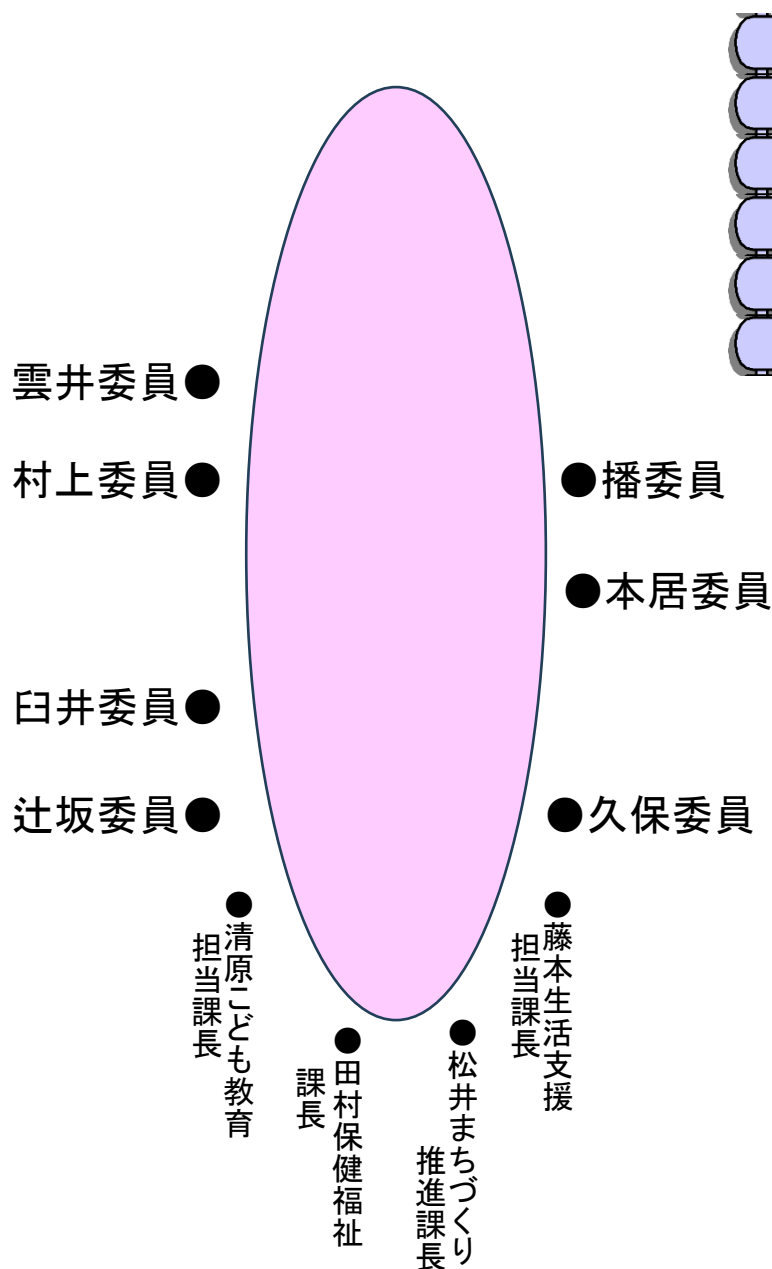 雲井委員●
村上委員●
●播委員
●本居委員
臼井委員●
辻坂委員●
●久保委員
●清原こども教育
担当課長
●田村保健福祉
課長
●松井まちづくり
推進課長
●藤本生活支援
担当課長